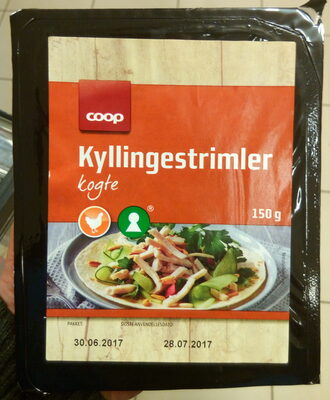 coop
Kyllingestrimler
kogte
®
150 g
PAKKET: SIDSTE ANVENDELSESDATO:
30.06.2017 28.07.2017